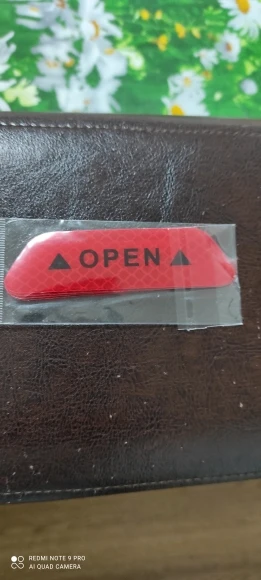 ▲ OPEN ▲
REDMI NOTE 9 PRO
AI QUAD CAMERA